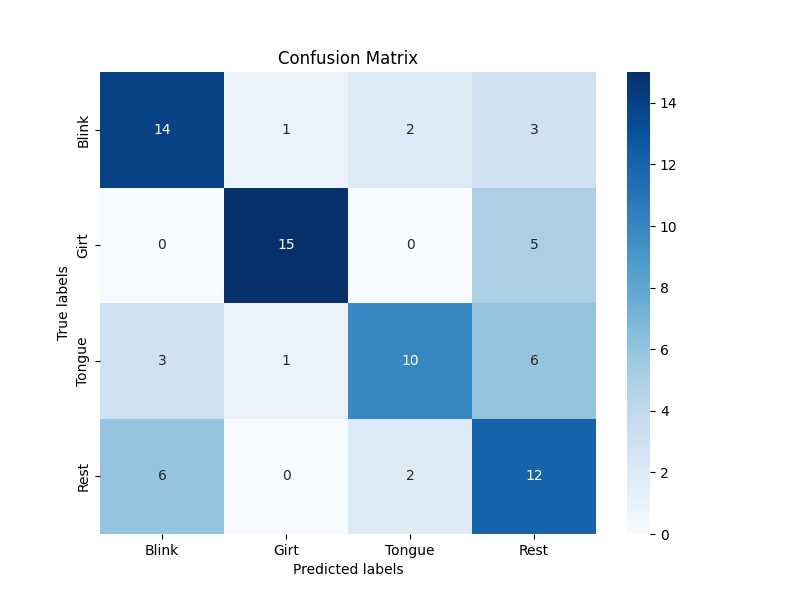 Confusion Matrix
Blink 14 1 2 3
Girt 0 15 0 5
Tongue 3 1 10 6
Rest 6 0 2 12
Blink Girt Tongue Rest
Predicted labels
True labels
14
12
10
8
6
4
2
0